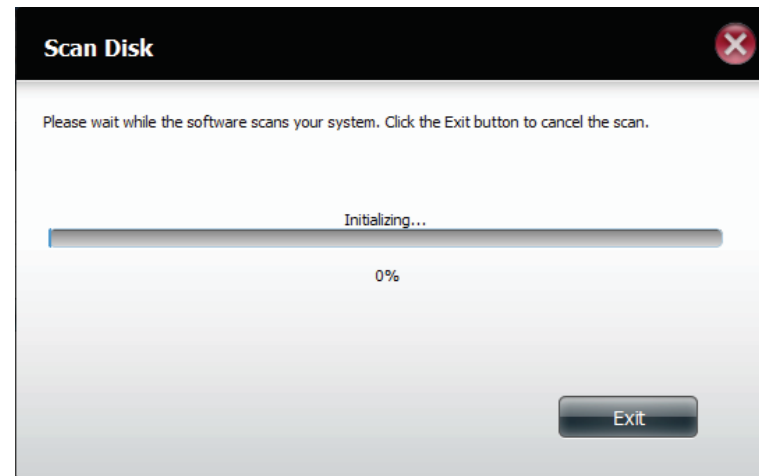 Scan Disk
Please wait while the software scans your system. Click the Exit button to cancel the scan.
Initializing...
0%
Exit